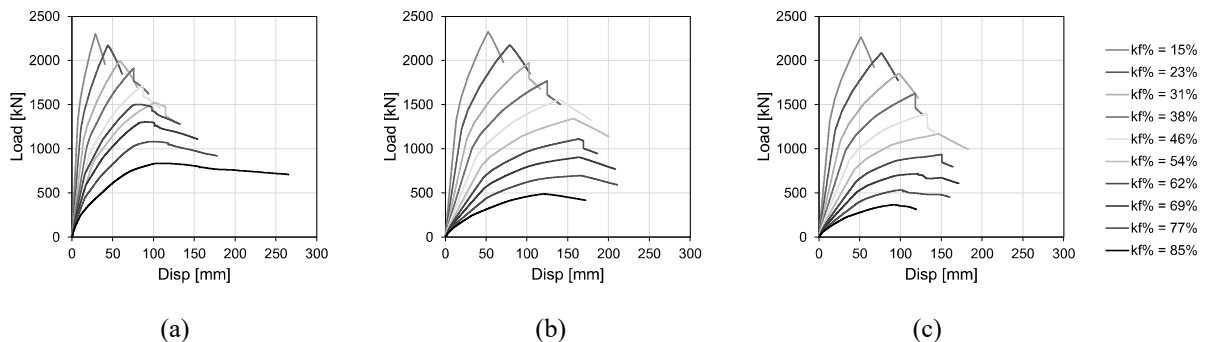 2500
2000
1500
1000
500
0
Load [kN]
0 50 100 150 200 250 300
Disp [mm]
(a)
2500
2000
1500
1000
500
0
Load [kN]
0 50 100 150 200 250 300
Disp [mm]
(b)
2500
2000
1500
1000
500
0
Load [kN]
0 50 100 150 200 250 300
Disp [mm]
(c)
kf% = 15%
kf% = 23%
kf% = 31%
kf% = 38%
kf% = 46%
kf% = 54%
kf% = 62%
kf% = 69%
kf% = 77%
kf% = 85%